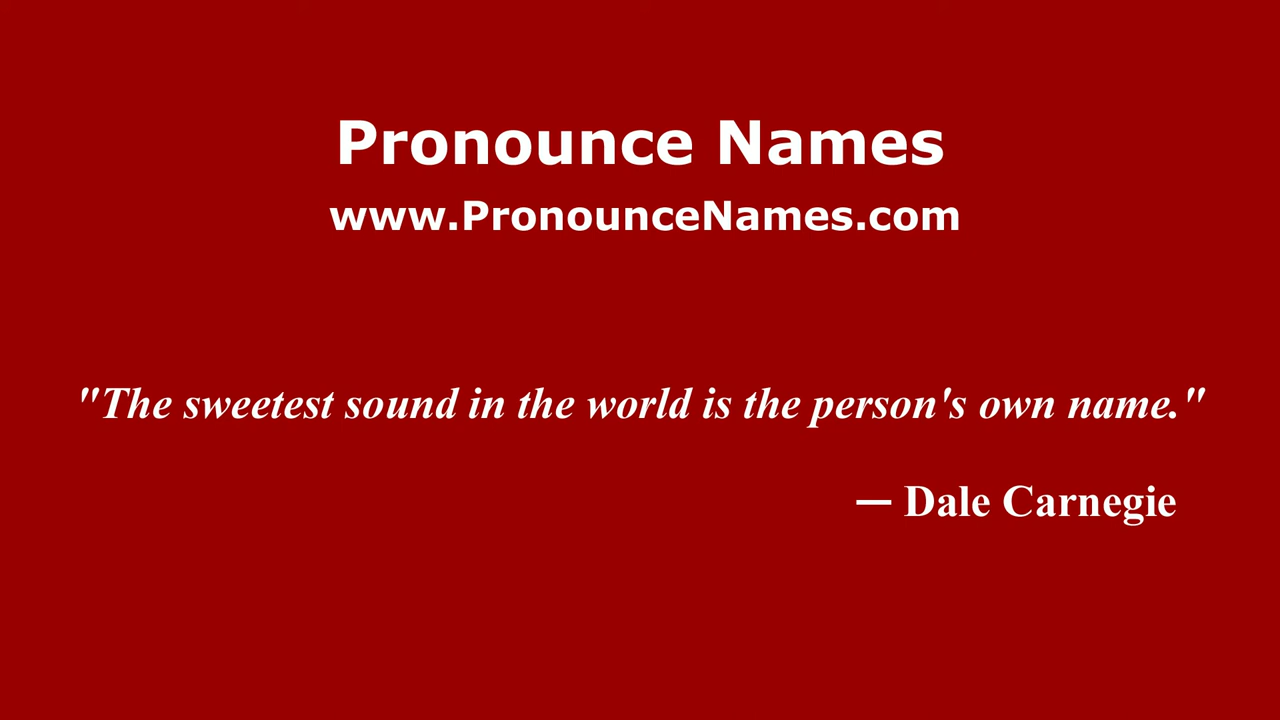 Pronounce Names
www.PronounceNames.com
"The sweetest sound in the world is the person's own name."
— Dale Carnegie